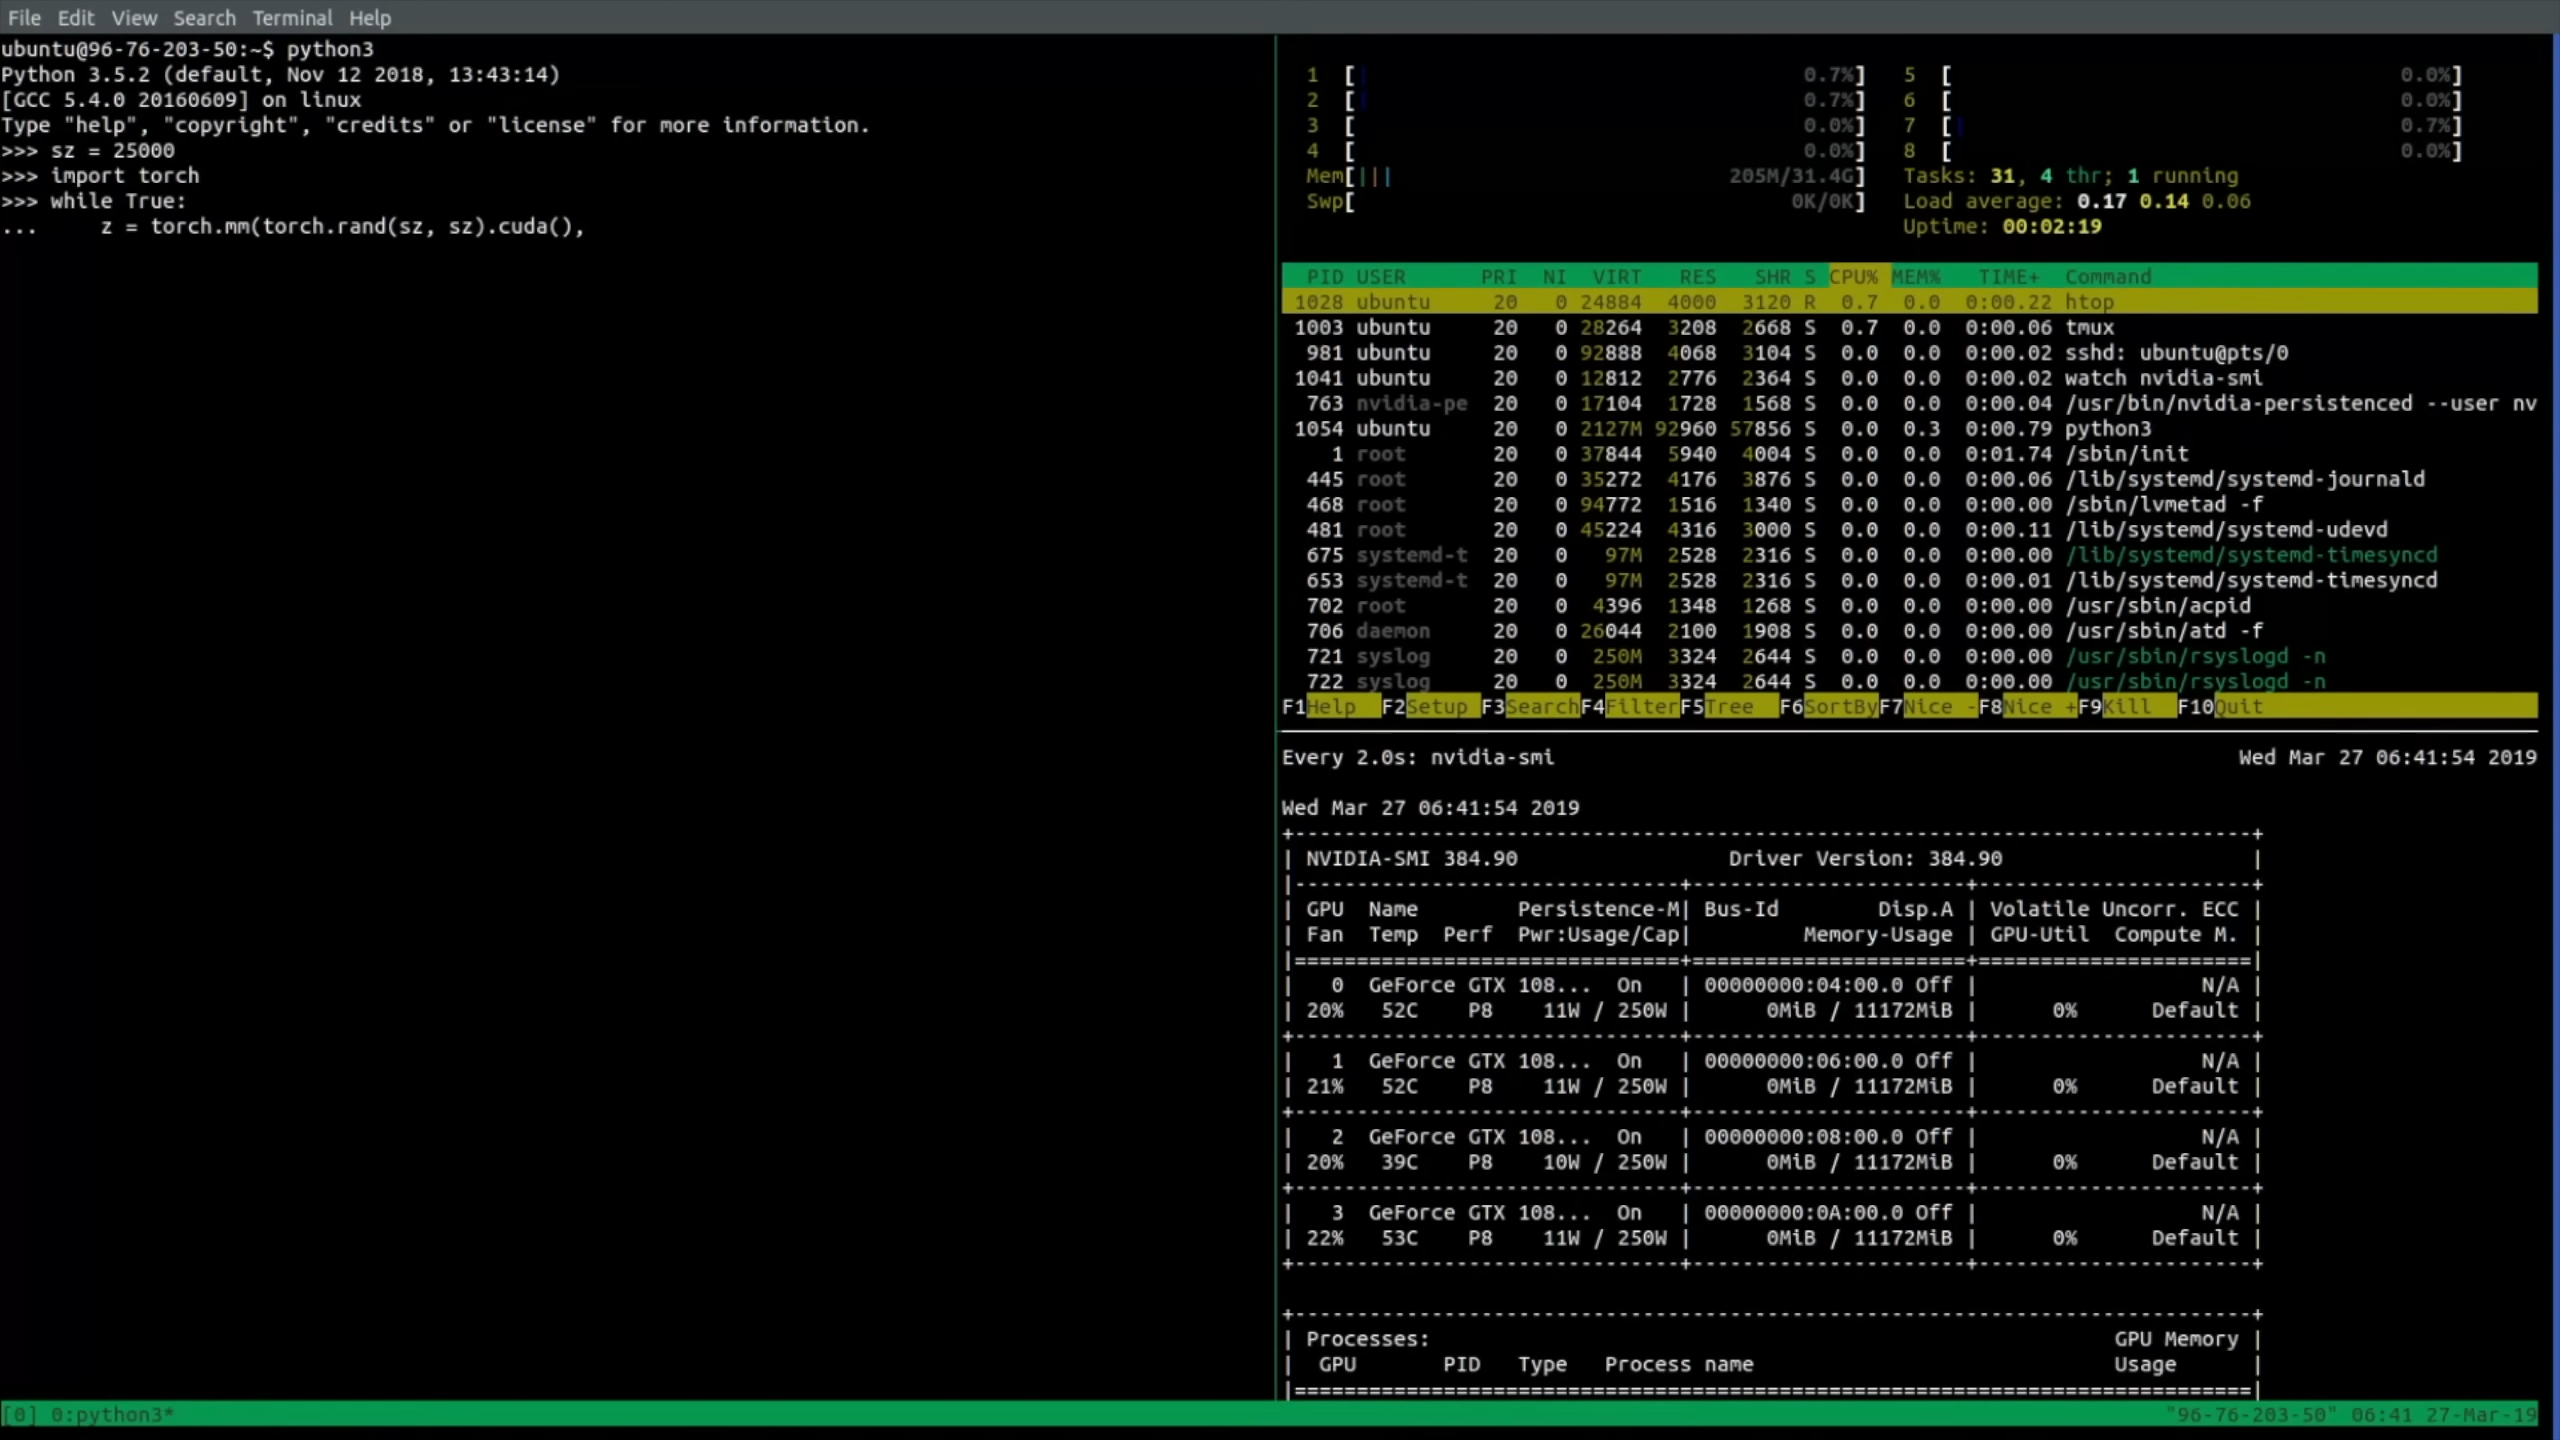 File Edit View Search Terminal Help
ubuntu@96-76-203-50:~$ python3
Python 3.5.2 (default, Nov 12 2018, 13:43:14)
[GCC 5.4.0 20160609] on linux
Type "help", "copyright", "credits" or "license" for more information.
>>> sz = 25000
>>> import torch
>>> while True:
...     z = torch.mm(torch.rand(sz, sz).cuda(),
1 [| 0.7%] 5 [ 0.0%]
2 [| 0.7%] 6 [ 0.0%]
3 [ 0.0%] 7 [| 0.7%]
4 [ 0.0%] 8 [ 0.0%]
Mem[||| 205M/31.4G] Tasks: 31, 4 thr; 1 running
Swp[ 0K/0K] Load average: 0.17 0.14 0.06
Uptime: 00:02:19
PID USER PRI NI VIRT RES SHR S CPU% MEM% TIME+ Command
1028 ubuntu 20 0 24884 4000 3120 R 0.7 0.0 0:00.22 htop
1003 ubuntu 20 0 28264 3208 2668 S 0.7 0.0 0:00.06 tmux
981 ubuntu 20 0 92888 4068 3104 S 0.0 0.0 0:00.02 sshd: ubuntu@pts/0
1041 ubuntu 20 0 12812 2776 2364 S 0.0 0.0 0:00.02 watch nvidia-smi
763 nvidia-pe 20 0 17104 1728 1568 S 0.0 0.0 0:00.04 /usr/bin/nvidia-persistenced --user nv
1054 ubuntu 20 0 2127M 92960 57856 S 0.0 0.3 0:00.79 python3
1 root 20 0 37844 5940 4004 S 0.0 0.0 0:01.74 /sbin/init
445 root 20 0 35272 4176 3876 S 0.0 0.0 0:00.06 /lib/systemd/systemd-journald
468 root 20 0 94772 1516 1340 S 0.0 0.0 0:00.00 /sbin/lvmetad -f
481 root 20 0 45224 4316 3000 S 0.0 0.0 0:00.11 /lib/systemd/systemd-udevd
675 systemd-t 20 0 97M 2528 2316 S 0.0 0.0 0:00.00 /lib/systemd/systemd-timesyncd
653 systemd-t 20 0 97M 2528 2316 S 0.0 0.0 0:00.01 /lib/systemd/systemd-timesyncd
702 root 20 0 4396 1348 1268 S 0.0 0.0 0:00.00 /usr/sbin/acpid
706 daemon 20 0 26044 2100 1908 S 0.0 0.0 0:00.00 /usr/sbin/atd -f
721 syslog 20 0 250M 3324 2644 S 0.0 0.0 0:00.00 /usr/sbin/rsyslogd -n
722 syslog 20 0 250M 3324 2644 S 0.0 0.0 0:00.00 /usr/sbin/rsyslogd -n
F1Help F2Setup F3SearchF4FilterF5Tree F6SortByF7Nice -F8Nice +F9Kill F10Quit
Every 2.0s: nvidia-smi Wed Mar 27 06:41:54 2019
Wed Mar 27 06:41:54 2019
+-----------------------------------------------------------------------------+
| NVIDIA-SMI 384.90                 Driver Version: 384.90                    |
|-------------------------------+----------------------+----------------------+
| GPU  Name        Persistence-M| Bus-Id        Disp.A | Volatile Uncorr. ECC |
| Fan  Temp  Perf  Pwr:Usage/Cap|         Memory-Usage | GPU-Util  Compute M. |
|===============================+======================+======================|
|   0  GeForce GTX 108...  On   | 00000000:04:00.0 Off |                  N/A |
| 20%   52C    P8    11W / 250W |      0MiB / 11172MiB |      0%      Default |
+-------------------------------+----------------------+----------------------+
|   1  GeForce GTX 108...  On   | 00000000:06:00.0 Off |                  N/A |
| 21%   52C    P8    11W / 250W |      0MiB / 11172MiB |      0%      Default |
+-------------------------------+----------------------+----------------------+
|   2  GeForce GTX 108...  On   | 00000000:08:00.0 Off |                  N/A |
| 20%   39C    P8    10W / 250W |      0MiB / 11172MiB |      0%      Default |
+-------------------------------+----------------------+----------------------+
|   3  GeForce GTX 108...  On   | 00000000:0A:00.0 Off |                  N/A |
| 22%   53C    P8    11W / 250W |      0MiB / 11172MiB |      0%      Default |
+-------------------------------+----------------------+----------------------+
+-----------------------------------------------------------------------------+
| Processes:                                                       GPU Memory |
|  GPU       PID   Type   Process name                             Usage      |
|=============================================================================|
[0] 0:python3* "96-76-203-50" 06:41 27-Mar-19